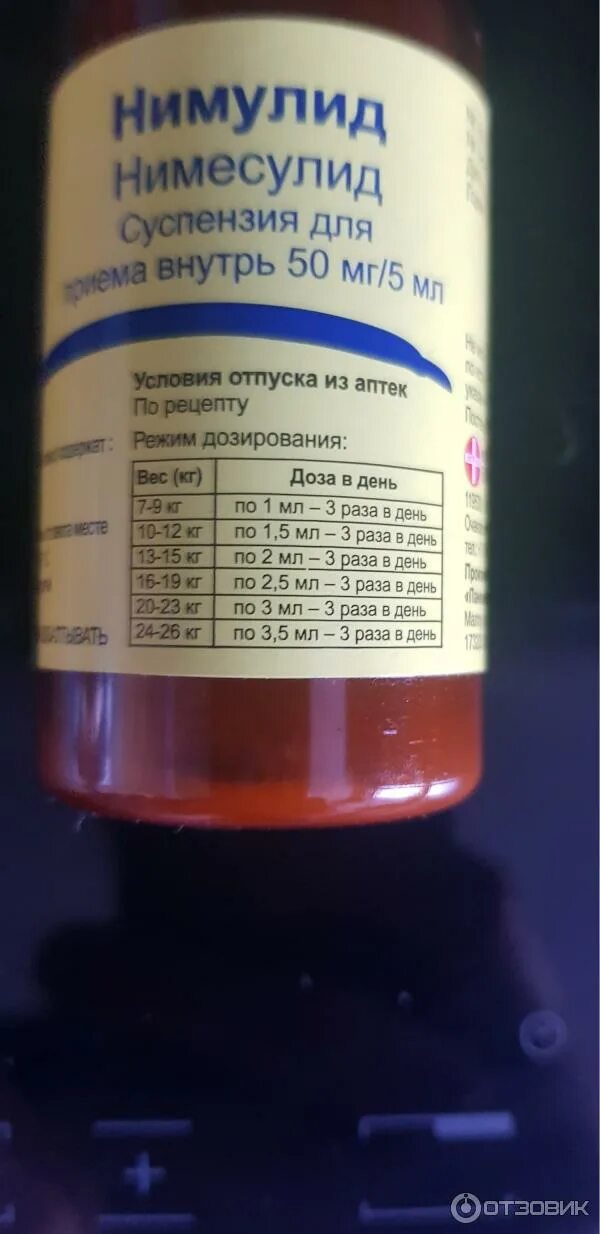 Нимулид
Нимесулид
Суспензия для
приема внутрь 50 мг/5 мл
Условия отпуска из аптек
По рецепту
Режим дозирования:
Вес (кг) Доза в день
7-9 кг по 1 мл – 3 раза в день
10-12 кг по 1,5 мл – 3 раза в день
13-15 кг по 2 мл – 3 раза в день
16-19 кг по 2,5 мл – 3 раза в день
20-23 кг по 3 мл – 3 раза в день
24-26 кг по 3,5 мл – 3 раза в день
содержат :
месте
ОТЗОВИК